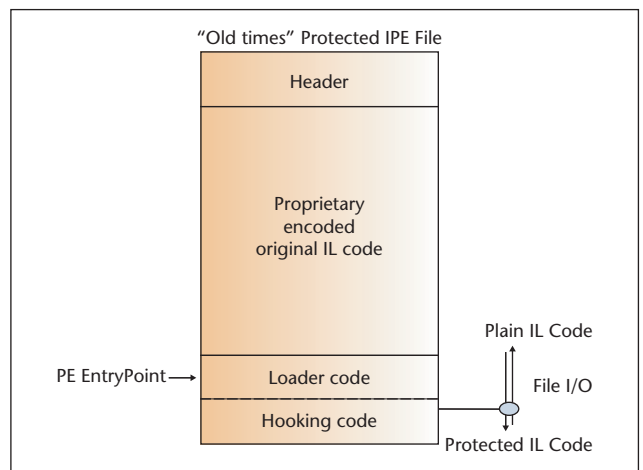 “Old times” Protected IPE File
Header
Proprietary
encoded
original IL code
Plain IL Code
PE EntryPoint
Loader code
File I/O
Hooking code
Protected IL Code